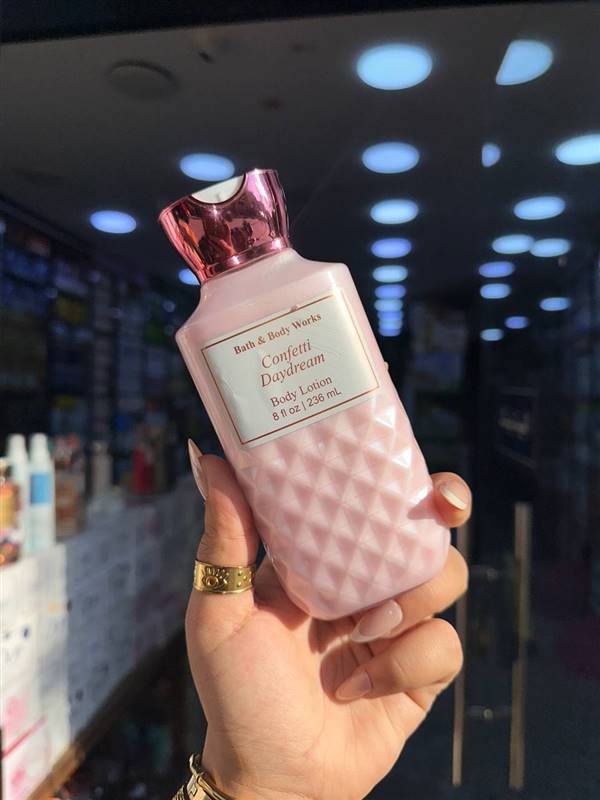 Bath & Body Works
Confetti
Daydream
Body Lotion
8 fl oz | 236 mL